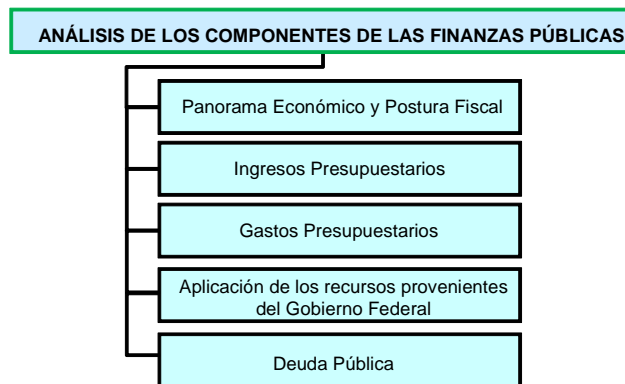 ANÁLISIS DE LOS COMPONENTES DE LAS FINANZAS PÚBLICAS
Panorama Económico y Postura Fiscal
Ingresos Presupuestarios
Gastos Presupuestarios
Aplicación de los recursos provenientes
del Gobierno Federal
Deuda Pública